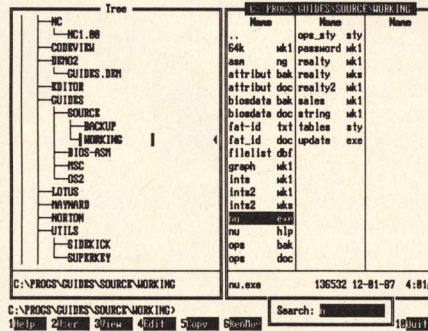 Tree
NC
NC1.00
CODEVIEW
DEMO2
GUIDES.DEM
EDITOR
GUIDES
SOURCE
BACKUP
WORKING
BIOS-ASM
MSC
OS2
LOTUS
MAYNARD
NORTON
UTILS
SIDEKICK
SUPERKEY
C:\PROGS\GUIDES\SOURCE\WORKING
C:\PROGS\GUIDES\SOURCE\WORKING
Name Name Name
.. ops_sty sty
64k wk1 password wk1
asm ng realty wk1
attribut bak realty wks
attribut doc realty2 wk1
biosdata bak sales wk1
biosdata doc string wk1
fat-id txt tables sty
fat_id doc update exe
filelist dbf
graph wk1
ints wk1
ints2 wk1
ints2 wks
nu exe
nu hlp
ops bak
ops doc
nu.exe 136532 12-01-87 4:01
C:\PROGS\GUIDES\SOURCE\WORKING>
Search:
1Help 2User 3View 4Edit 5Copy 6RenMov 10Quit